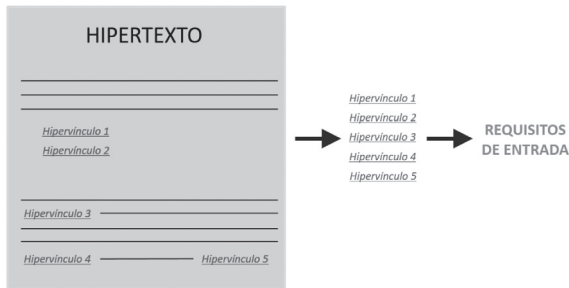 HIPERTEXTO
Hipervínculo 1
Hipervínculo 2
Hipervínculo 3
Hipervínculo 4 Hipervínculo 5
Hipervínculo 1
Hipervínculo 2
Hipervínculo 3
Hipervínculo 4
Hipervínculo 5
REQUISITOS
DE ENTRADA